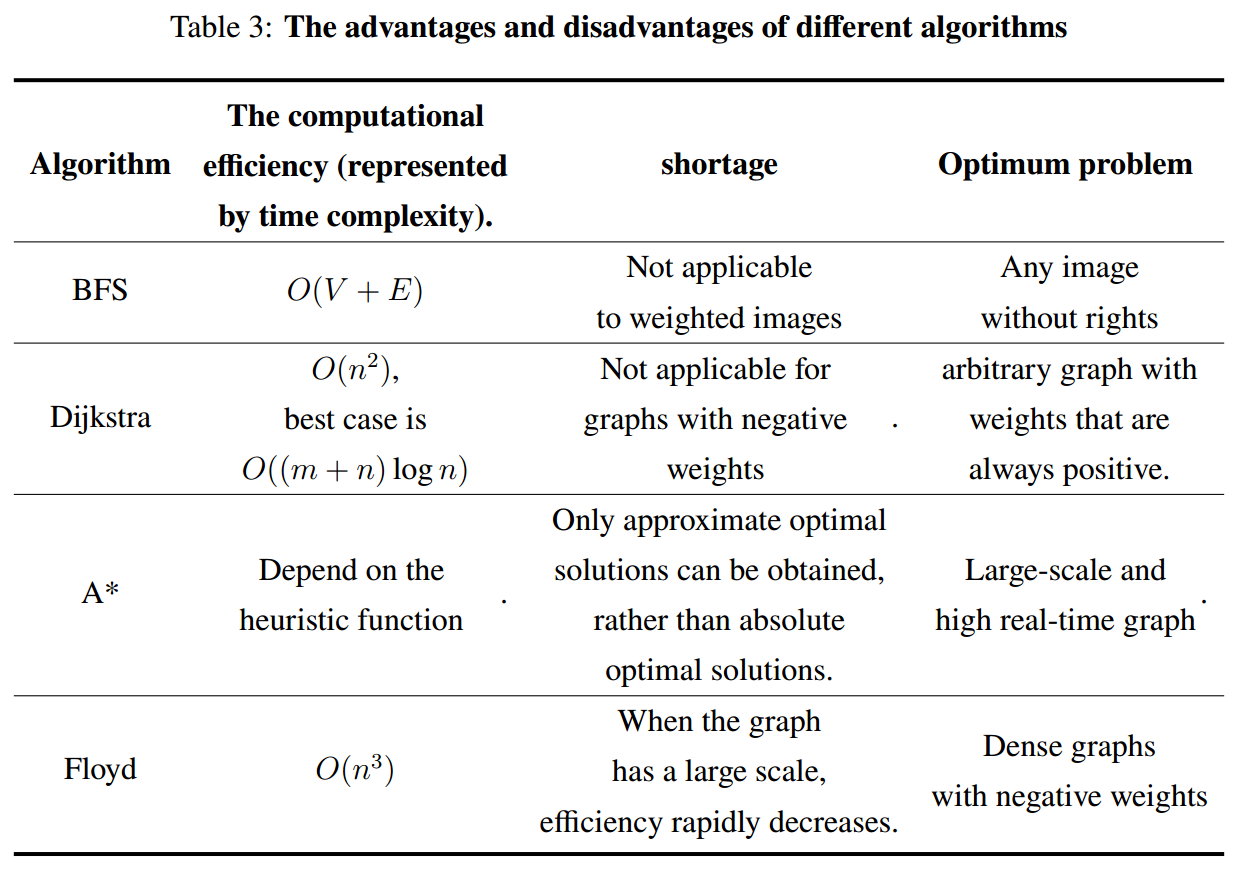 Table 3: The advantages and disadvantages of different algorithms
Algorithm
The computational
efficiency (represented
by time complexity).
shortage
Optimum problem
BFS
O(V + E)
Not applicable
to weighted images
Any image
without rights
Dijkstra
O(n²),
best case is
O((m + n) log n)
Not applicable for
graphs with negative
weights
.
arbitrary graph with
weights that are
always positive.
A*
Depend on the
heuristic function
.
Only approximate optimal
solutions can be obtained,
rather than absolute
optimal solutions.
Large-scale and
high real-time graph
.
Floyd
O(n³)
When the graph
has a large scale,
efficiency rapidly decreases.
Dense graphs
with negative weights